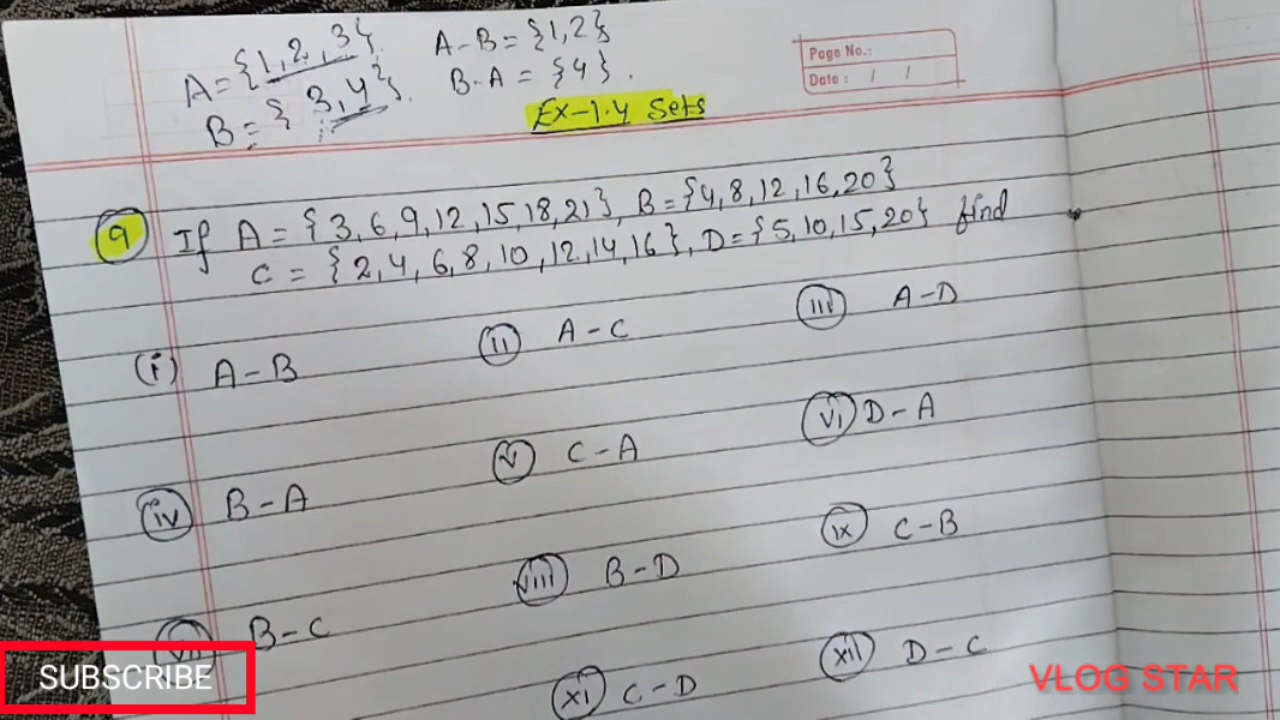 A = {1, 2, 3}. A-B = {1,2}
B = { 3, 4}. B-A = {4}.
Page No.:
Date : / /
Ex-1.4 Sets
9 If A = {3, 6, 9, 12, 15, 18, 21}, B = {4, 8, 12, 16, 20}
C = {2, 4, 6, 8, 10, 12, 14, 16}, D = {5, 10, 15, 20} find
(i) A-B ii A-C iii A-D
iv B-A v C-A vi D-A
vii B-C viii B-D ix C-B
xi C-D xii D-C
SUBSCRIBE
VLOG STAR